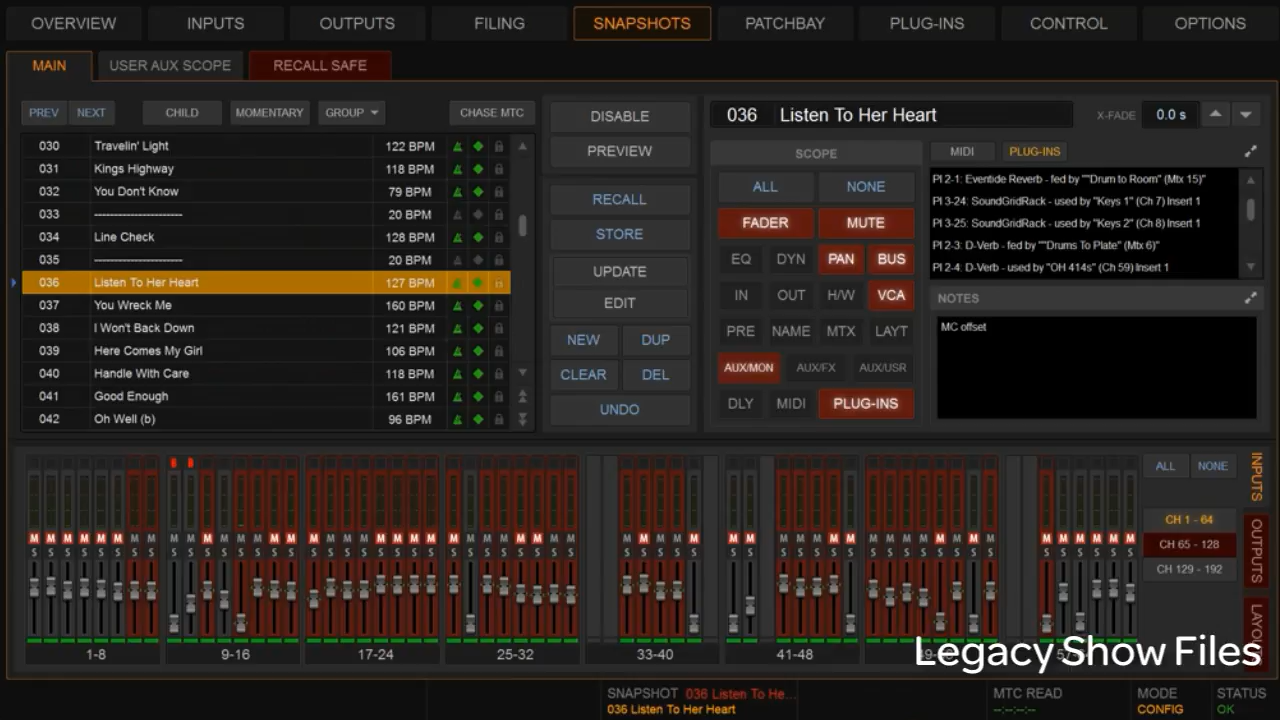 OVERVIEW INPUTS OUTPUTS FILING SNAPSHOTS PATCHBAY PLUG-INS CONTROL OPTIONS
MAIN USER AUX SCOPE RECALL SAFE
PREV NEXT CHILD MOMENTARY GROUP CHASE MTC
030 Travelin' Light 122 BPM
031 Kings Highway 118 BPM
032 You Don't Know 79 BPM
033 ---------------------- 20 BPM
034 Line Check 128 BPM
035 ---------------------- 20 BPM
036 Listen To Her Heart 127 BPM
037 You Wreck Me 160 BPM
038 I Won't Back Down 121 BPM
039 Here Comes My Girl 106 BPM
040 Handle With Care 118 BPM
041 Good Enough 161 BPM
042 Oh Well (b) 96 BPM
DISABLE
PREVIEW
RECALL
STORE
UPDATE
EDIT
NEW DUP
CLEAR DEL
UNDO
036 Listen To Her Heart X-FADE 0.0 s
SCOPE
ALL NONE
FADER MUTE
EQ DYN PAN BUS
IN OUT H/W VCA
PRE NAME MTX LAYT
AUX/MON AUX/FX AUX/USR
DLY MIDI PLUG-INS
MIDI PLUG-INS
PI 2-1: Eventide Reverb - fed by ""Drum to Room" (Mtx 15)"
PI 3-24: SoundGridRack - used by "Keys 1" (Ch 7) Insert 1
PI 3-25: SoundGridRack - used by "Keys 2" (Ch 8) Insert 1
PI 2-3: D-Verb - fed by ""Drums To Plate" (Mtx 6)"
PI 2-4: D-Verb - used by "OH 414s" (Ch 59) Insert 1
NOTES
MC offset
M M M M M M M M M M M M M M M M M M M M M M M M M M M M M M M M M M M M M M M M M M M M M M M M M M M M M M M
S S S S S S S S S S S S S S S S S S S S S S S S S S S S S S S S S S S S S S S S S S S S S S S S S S S S S S S
1-8 9-16 17-24 25-32 33-40 41-48
ALL NONE
CH 1 - 64
CH 65 - 128
CH 129 - 192
INPUTS
OUTPUTS
Legacy Show Files
SNAPSHOT 036 Listen To He...
036 Listen To Her Heart
MTC READ
--:--:--:--
MODE
CONFIG
STATUS
OK